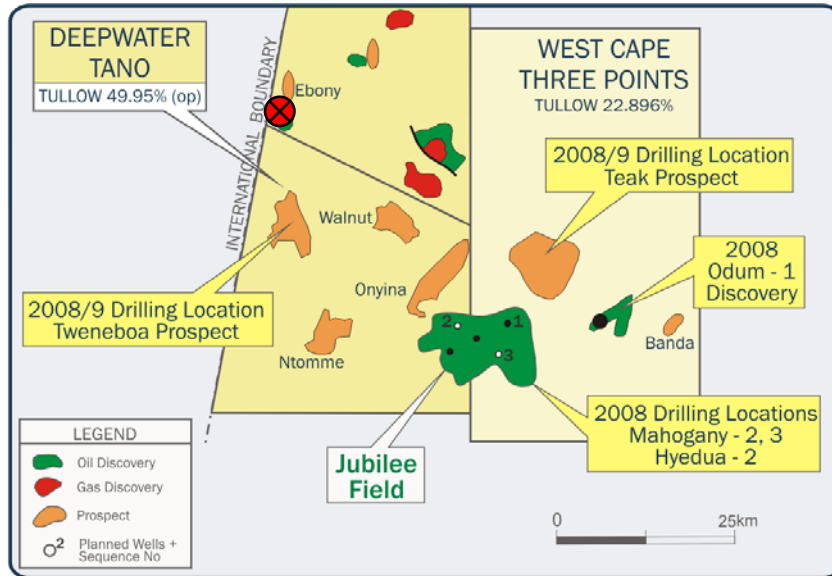 DEEPWATER
TANO
TULLOW 49.95% (op)
INTERNATIONAL BOUNDARY
Ebony
WEST CAPE
THREE POINTS
TULLOW 22.896%
2008/9 Drilling Location
Teak Prospect
Walnut
Onyina
2008
Odum - 1
Discovery
2008/9 Drilling Location
Tweneboa Prospect
Ntomme
2
1
3
Banda
2008 Drilling Locations
Mahogany - 2, 3
Hyedua - 2
Jubilee
Field
LEGEND
Oil Discovery
Gas Discovery
Prospect
2
Planned Wells +
Sequence No
0
25km